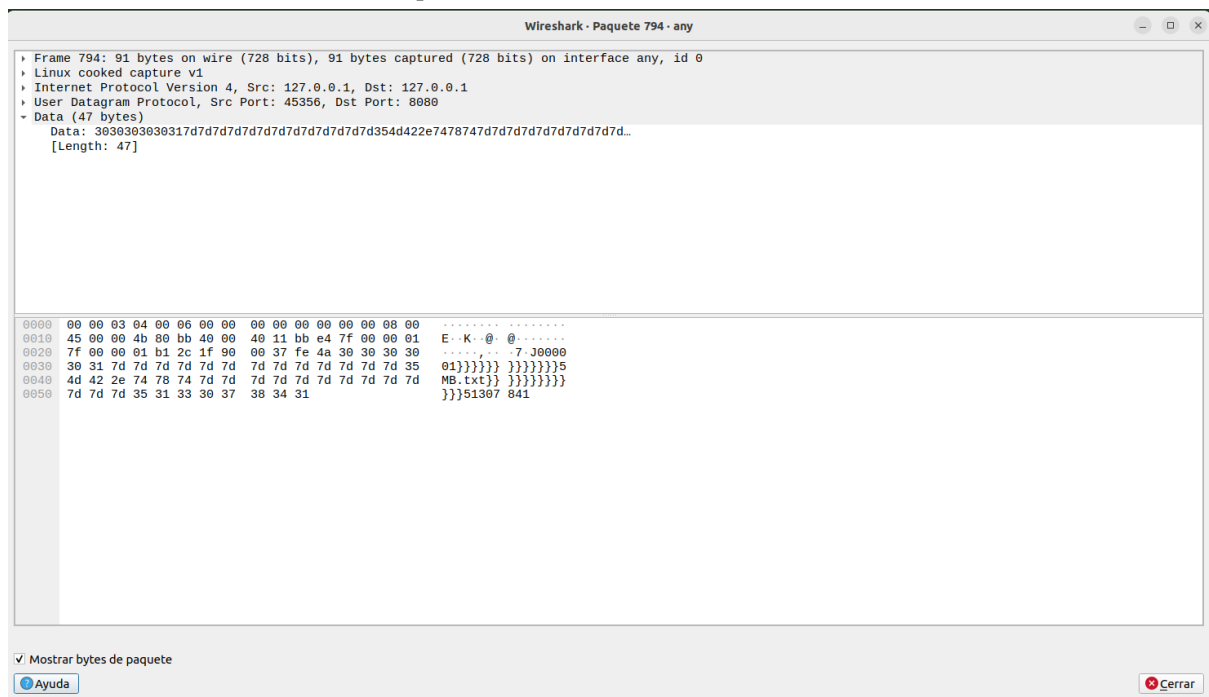 Wireshark · Paquete 794 · any
Frame 794: 91 bytes on wire (728 bits), 91 bytes captured (728 bits) on interface any, id 0
Linux cooked capture v1
Internet Protocol Version 4, Src: 127.0.0.1, Dst: 127.0.0.1
User Datagram Protocol, Src Port: 45356, Dst Port: 8080
Data (47 bytes)
Data: 3030303030317d7d7d7d7d7d7d7d7d7d7d7d7d354d422e7478747d7d7d7d7d7d7d7d7d7d…
[Length: 47]
0000 00 00 03 04 00 06 00 00 00 00 00 00 00 00 08 00 ········ ········
0010 45 00 00 4b 80 bb 40 00 40 11 bb e4 7f 00 00 01 E··K··@· @·······
0020 7f 00 00 01 b1 2c 1f 90 00 37 fe 4a 30 30 30 30 ·····,·· ·7·J0000
0030 30 31 7d 7d 7d 7d 7d 7d 7d 7d 7d 7d 7d 7d 7d 35 01}}}}}} }}}}}}}5
0040 4d 42 2e 74 78 74 7d 7d 7d 7d 7d 7d 7d 7d 7d 7d MB.txt}} }}}}}}}}
0050 7d 7d 7d 35 31 33 30 37 38 34 31 }}}51307 841
Mostrar bytes de paquete
Ayuda Cerrar